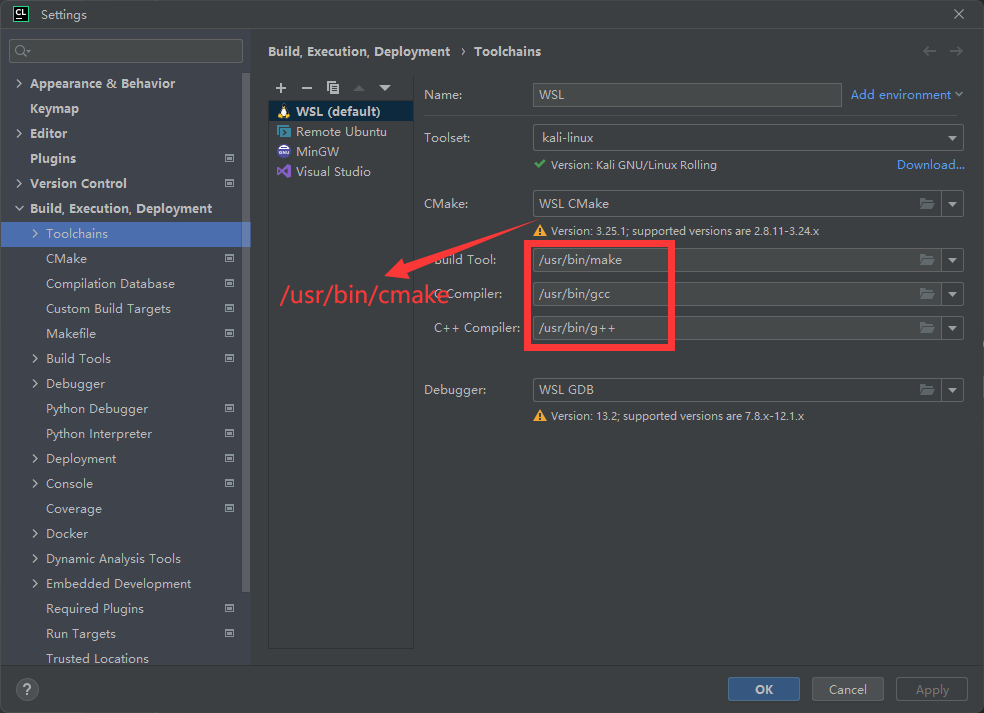 CL Settings
Build, Execution, Deployment › Toolchains
Appearance & Behavior
Keymap
Editor
Plugins
Version Control
Build, Execution, Deployment
Toolchains
CMake
Compilation Database
Custom Build Targets
Makefile
Build Tools
Debugger
Python Debugger
Python Interpreter
Deployment
Console
Coverage
Docker
Dynamic Analysis Tools
Embedded Development
Required Plugins
Run Targets
Trusted Locations
WSL (default)
Remote Ubuntu
GNU MinGW
Visual Studio
Name: WSL Add environment
Toolset: kali-linux
Version: Kali GNU/Linux Rolling Download...
CMake: WSL CMake
Version: 3.25.1; supported versions are 2.8.11-3.24.x
Build Tool: /usr/bin/make
/usr/bin/cmake
C Compiler: /usr/bin/gcc
C++ Compiler: /usr/bin/g++
Debugger: WSL GDB
Version: 13.2; supported versions are 7.8.x-12.1.x
? OK Cancel Apply